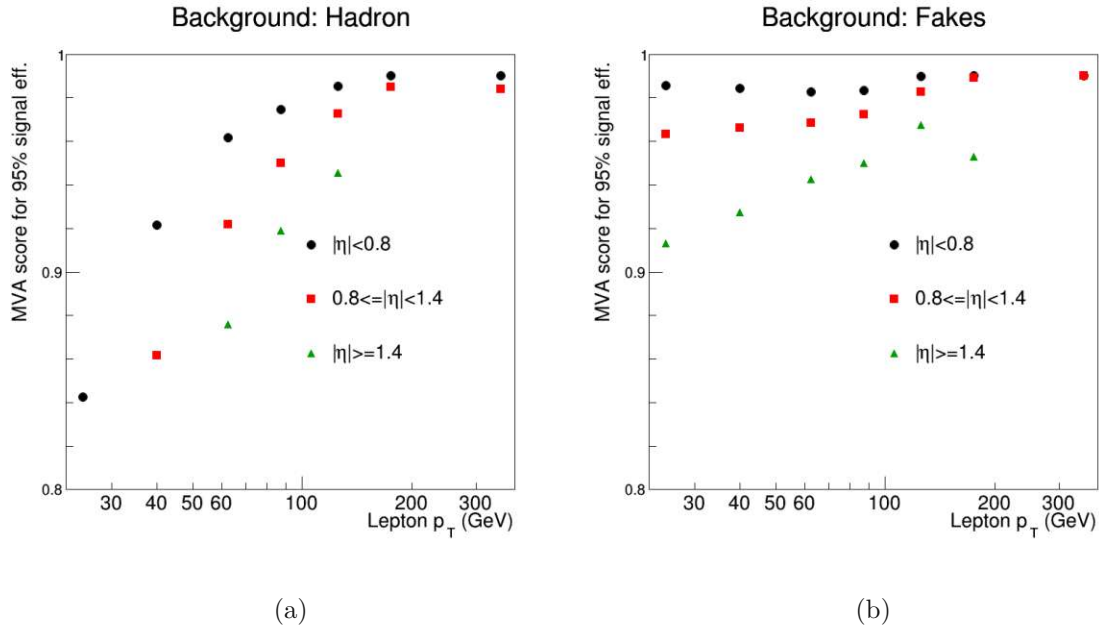 Background: Hadron
MVA score for 95% signal eff.
1
0.9
0.8
|η|<0.8
0.8<=|η|<1.4
|η|>=1.4
30 40 50 60 100 200 300
Lepton p_T (GeV)
(a)
Background: Fakes
MVA score for 95% signal eff.
1
0.9
0.8
|η|<0.8
0.8<=|η|<1.4
|η|>=1.4
30 40 50 60 100 200 300
Lepton p_T (GeV)
(b)